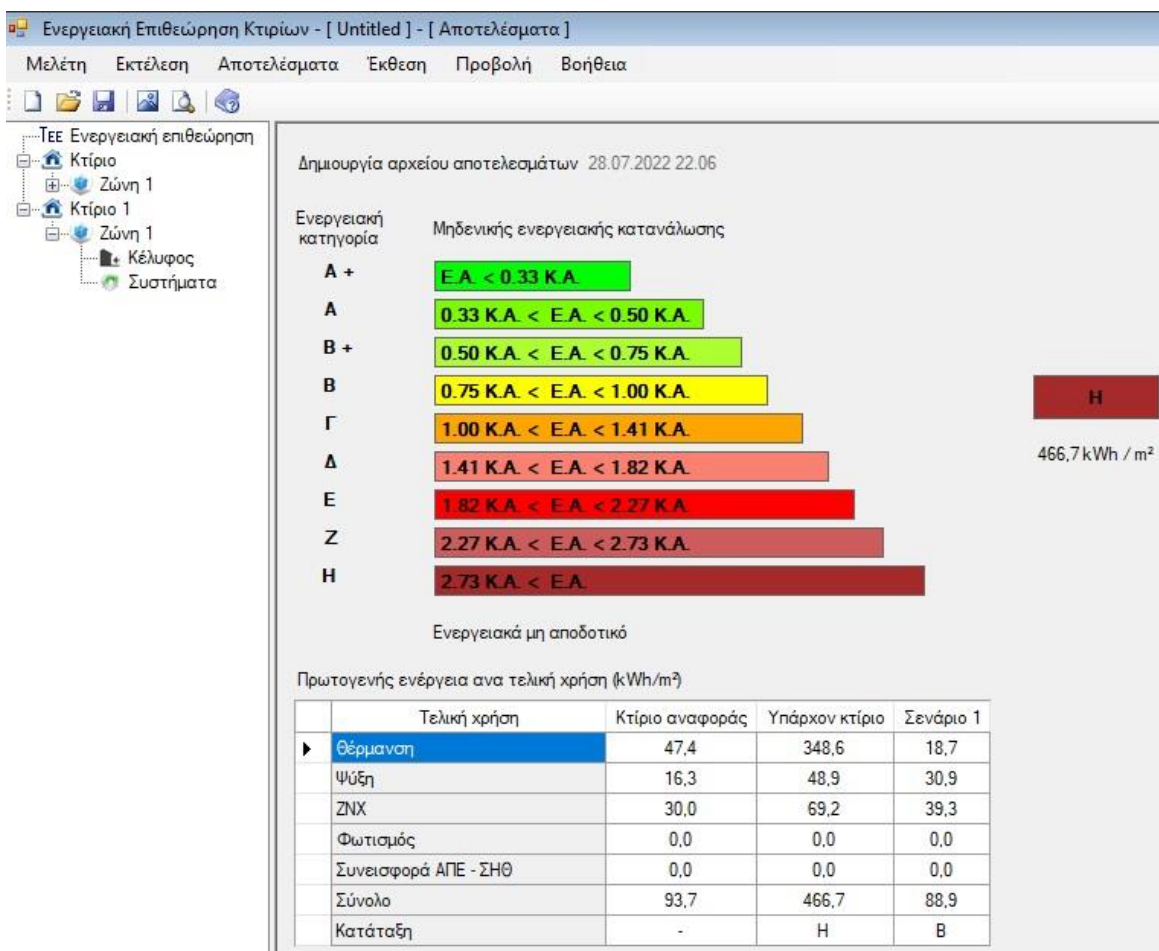 Ενεργειακή Επιθεώρηση Κτιρίων - [ Untitled ] - [ Αποτελέσματα ]
Μελέτη Εκτέλεση Αποτελέσματα Έκθεση Προβολή Βοήθεια
ΤΕΕ Ενεργειακή επιθεώρηση
Κτίριο
Ζώνη 1
Κτίριο 1
Ζώνη 1
Κέλυφος
Συστήματα
Δημιουργία αρχείου αποτελεσμάτων 28.07.2022 22.06
Ενεργειακή κατηγορία
Μηδενικής ενεργειακής κατανάλωσης
Α + Ε.Α. < 0.33 Κ.Α.
Α 0.33 Κ.Α. < Ε.Α. < 0.50 Κ.Α.
Β + 0.50 Κ.Α. < Ε.Α. < 0.75 Κ.Α.
Β 0.75 Κ.Α. < Ε.Α. < 1.00 Κ.Α.
Γ 1.00 Κ.Α. < Ε.Α. < 1.41 Κ.Α.
Δ 1.41 Κ.Α. < Ε.Α. < 1.82 Κ.Α.
Ε 1.82 Κ.Α. < Ε.Α. < 2.27 Κ.Α.
Ζ 2.27 Κ.Α. < Ε.Α. < 2.73 Κ.Α.
Η 2.73 Κ.Α. < Ε.Α.
Η
466,7 kWh / m²
Ενεργειακά μη αποδοτικό
Πρωτογενής ενέργεια ανα τελική χρήση (kWh/m²)
Τελική χρήση Κτίριο αναφοράς Υπάρχον κτίριο Σενάριο 1
Θέρμανση 47,4 348,6 18,7
Ψύξη 16,3 48,9 30,9
ΖΝΧ 30,0 69,2 39,3
Φωτισμός 0,0 0,0 0,0
Συνεισφορά ΑΠΕ - ΣΗΘ 0,0 0,0 0,0
Σύνολο 93,7 466,7 88,9
Κατάταξη - Η Β